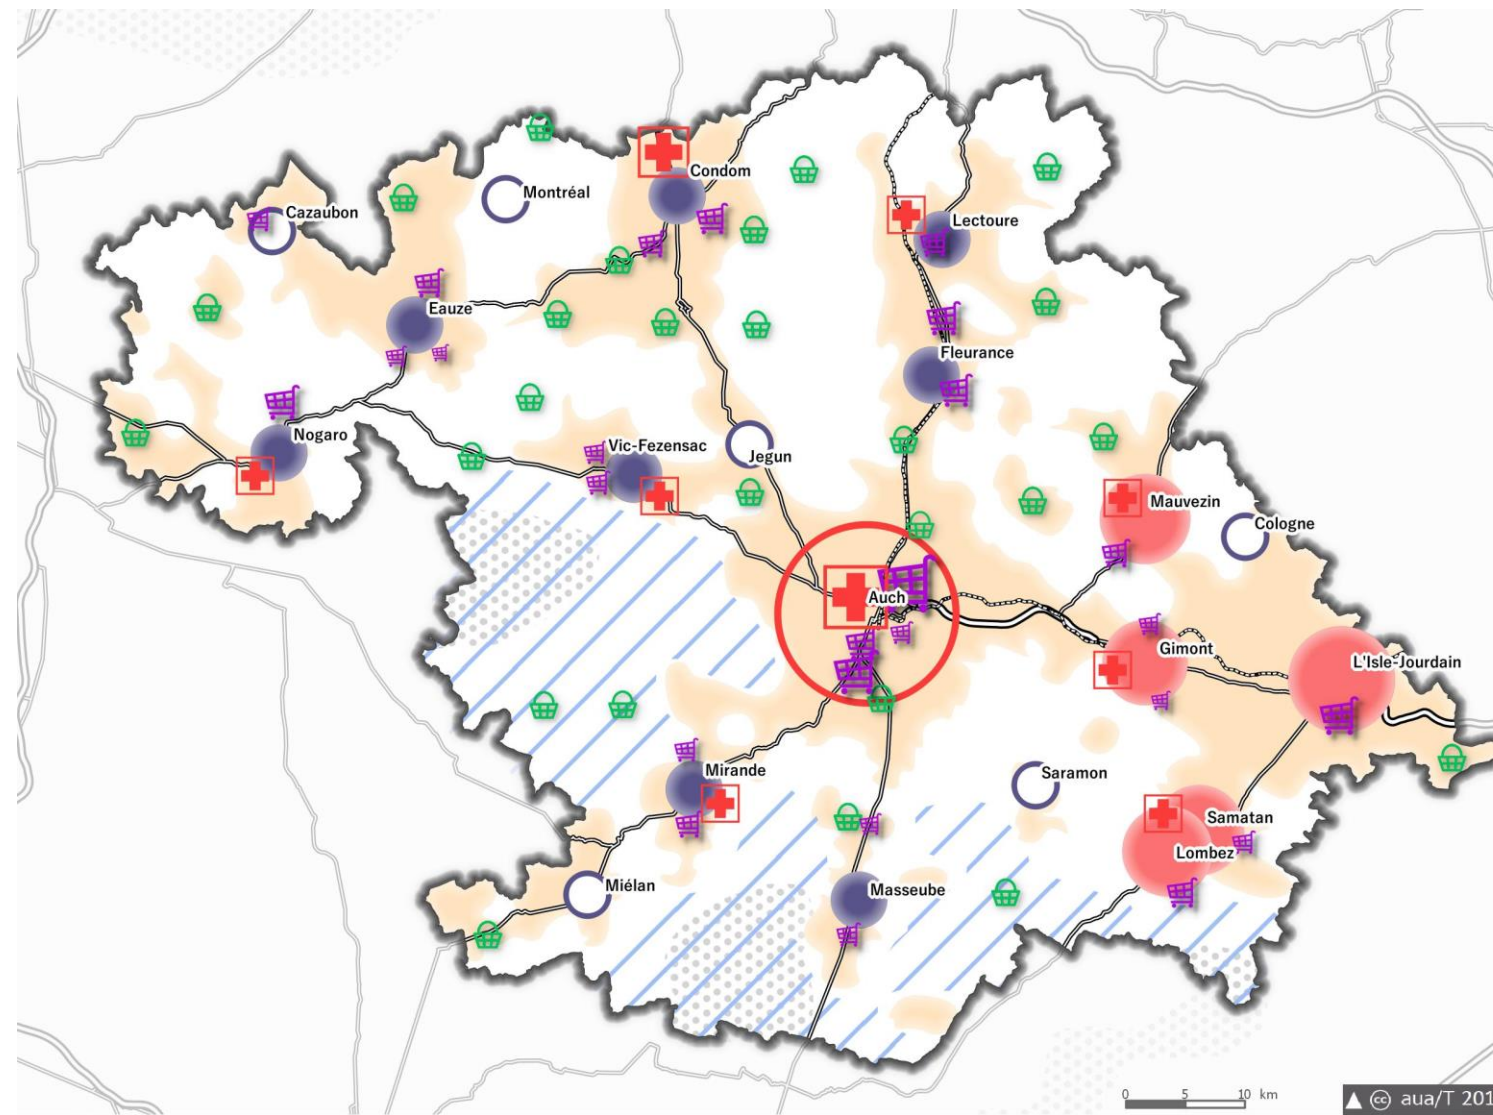 Condom
Montréal
Cazaubon
Lectoure
Eauze
Fleurance
Nogaro
Vic-Fezensac
Jegun
Mauvezin
Cologne
Auch
Gimont
L'Isle-Jourdain
Mirande
Saramon
Samatan
Lombez
Miélan
Masseube
0 5 10 km
cc aua/T 201